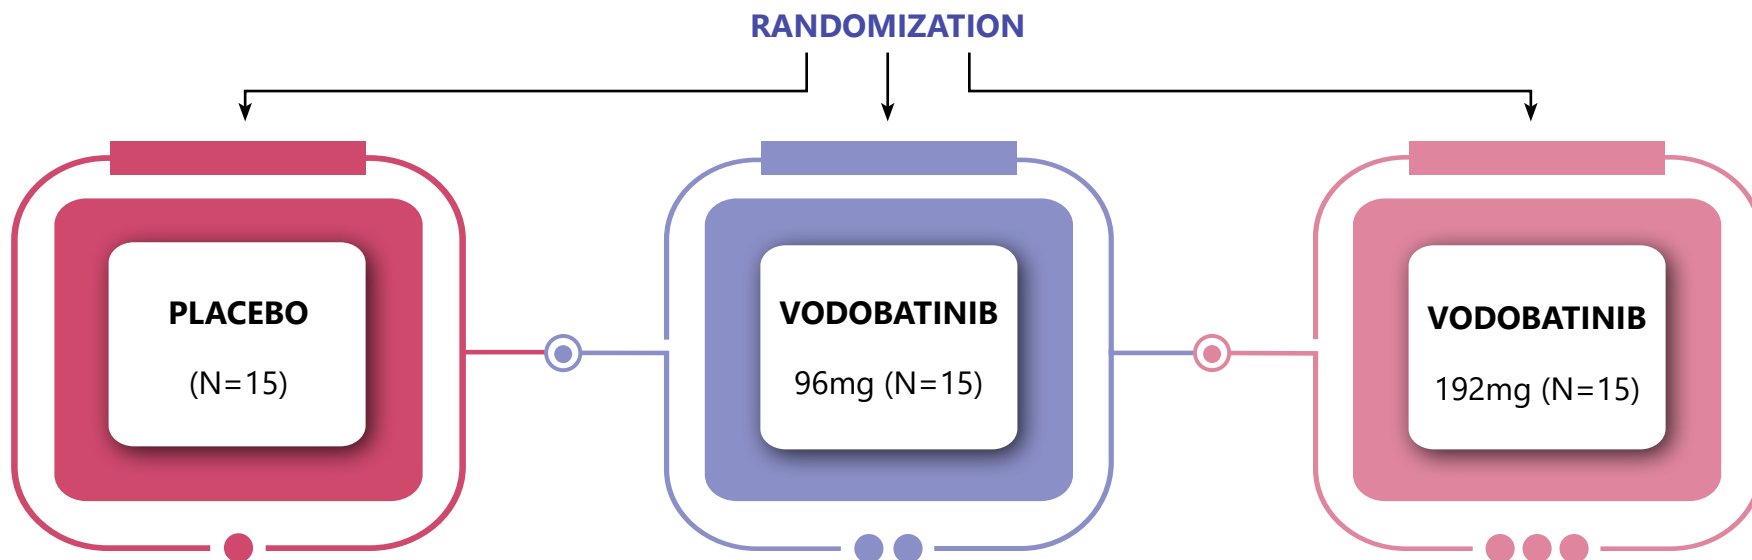 RANDOMIZATION
PLACEBO
(N=15)
VODOBATINIB
96mg (N=15)
VODOBATINIB
192mg (N=15)